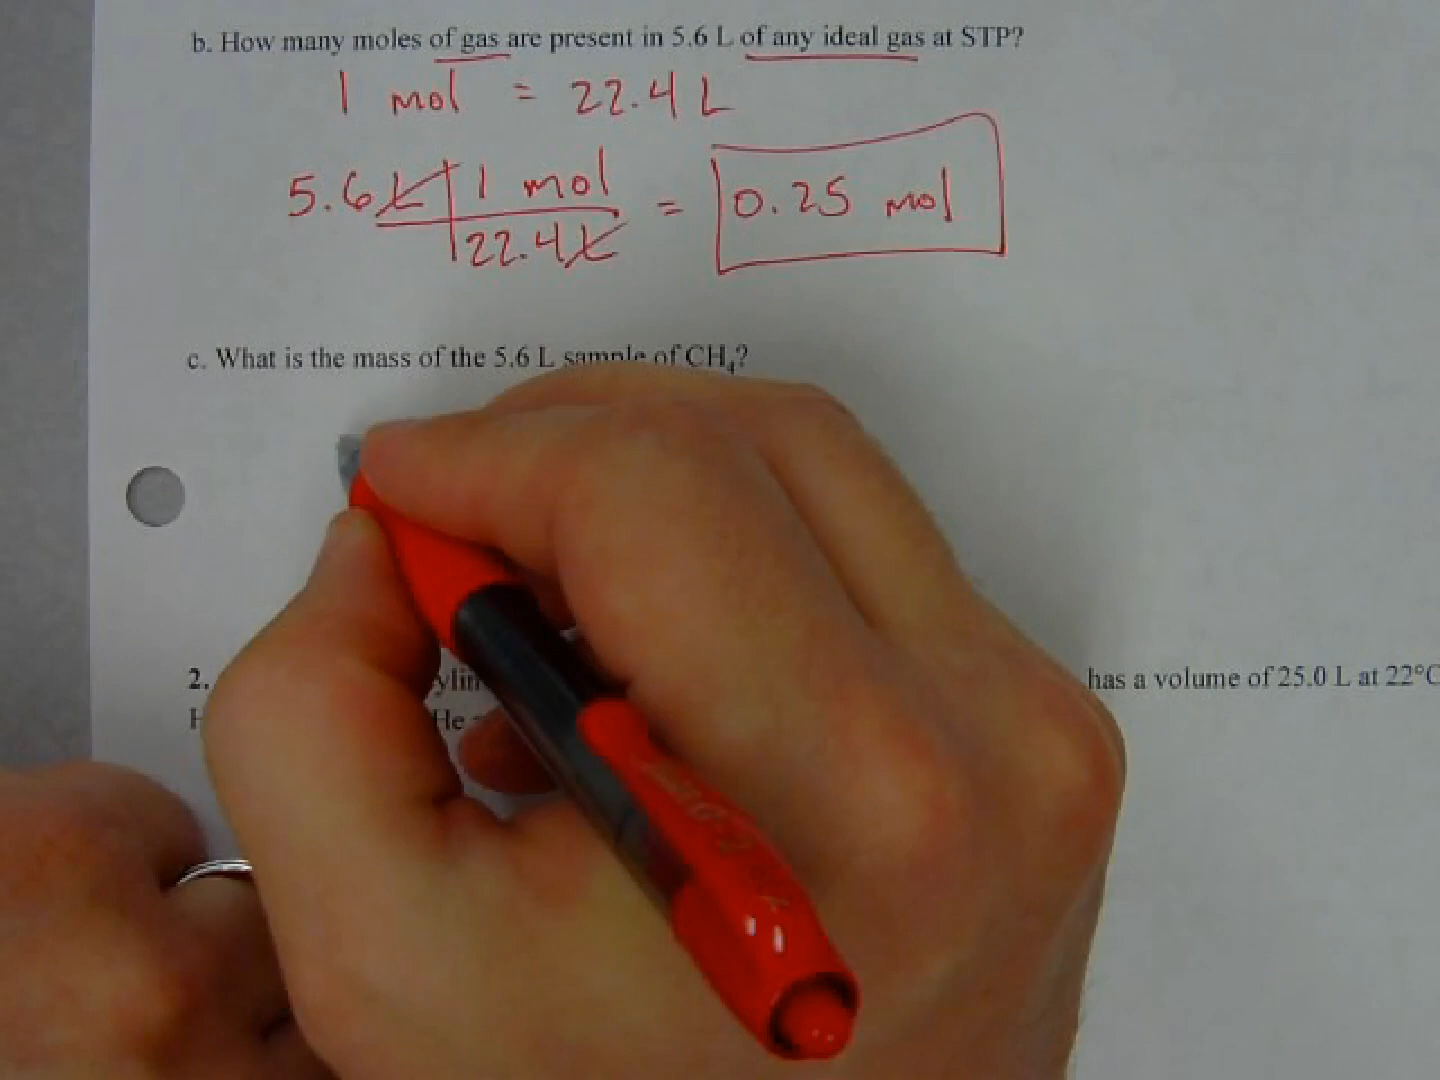 b. How many moles of gas are present in 5.6 L of any ideal gas at STP?
1 mol = 22.4 L
5.6 L 1 mol = 0.25 mol
22.4 L
c. What is the mass of the 5.6 L sample of CH₄?
2. has a volume of 25.0 L at 22°C
He